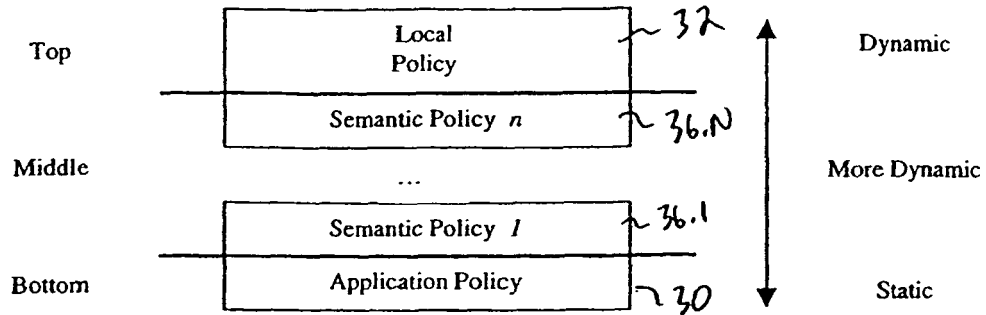 Top
Local
Policy
32
Dynamic
Semantic Policy n
36.N
Middle
...
More Dynamic
Semantic Policy 1
36.1
Bottom
Application Policy
30
Static